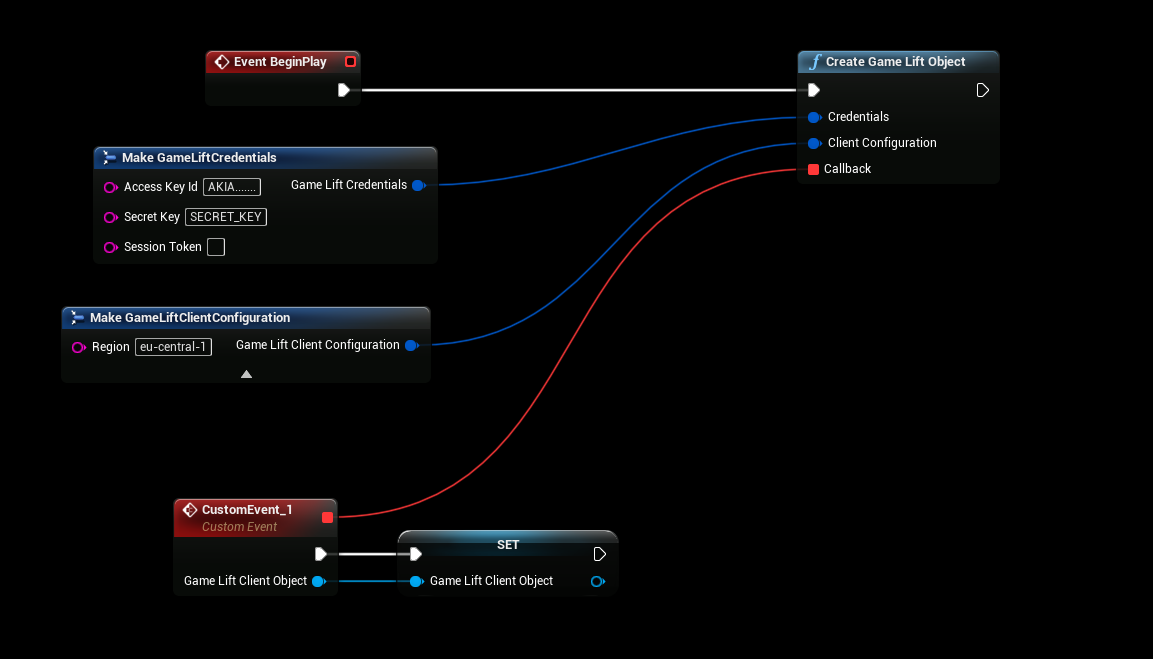 Event BeginPlay
f Create Game Lift Object
Credentials
Client Configuration
Callback
Make GameLiftCredentials
Access Key Id AKIA....... Game Lift Credentials
Secret Key SECRET_KEY
Session Token
Make GameLiftClientConfiguration
Region eu-central-1 Game Lift Client Configuration
CustomEvent_1
Custom Event
Game Lift Client Object
SET
Game Lift Client Object